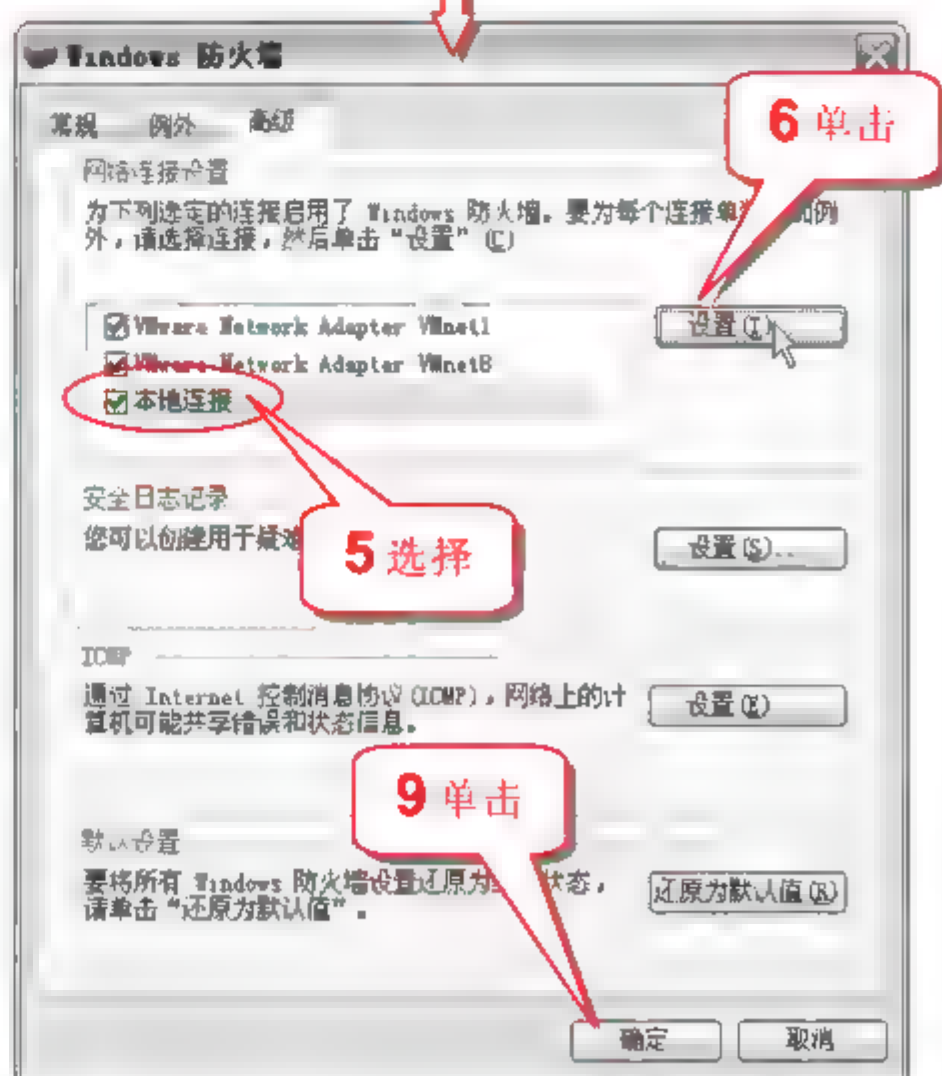 Windows 防火墙
6 单击
常规 例外 高级
网络连接设置
为下列选定的连接启用了 Windows 防火墙。要为每个连接单 加例
外，请选择连接，然后单击“设置” (C)
VMware Network Adapter VMnet1
设置(T)
VMware Network Adapter VMnet8
本地连接
安全日志记录
您可以创建用于疑难
5 选择
设置(S)...
ICMP
通过 Internet 控制消息协议(ICMP)，网络上的计
算机可能共享错误和状态信息。
设置(E)
9 单击
默认设置
要将所有 Windows 防火墙设置还原为 状态，
请单击“还原为默认值”。
还原为默认值(R)
确定 取消